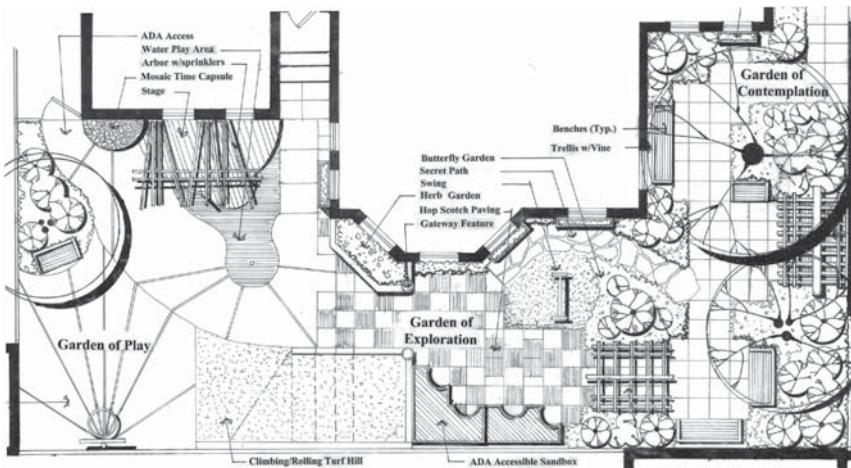 ADA Access
Water Play Area
Arbor w/sprinklers
Mosaic Time Capsule
Stage
Garden of
Contemplation
Benches (Typ.)
Trellis w/Vine
Butterfly Garden
Secret Path
Swing
Herb Garden
Hop Scotch Paving
Gateway Feature
Garden of Play
Garden of
Exploration
Climbing/Rolling Turf Hill
ADA Accessible Sandbox